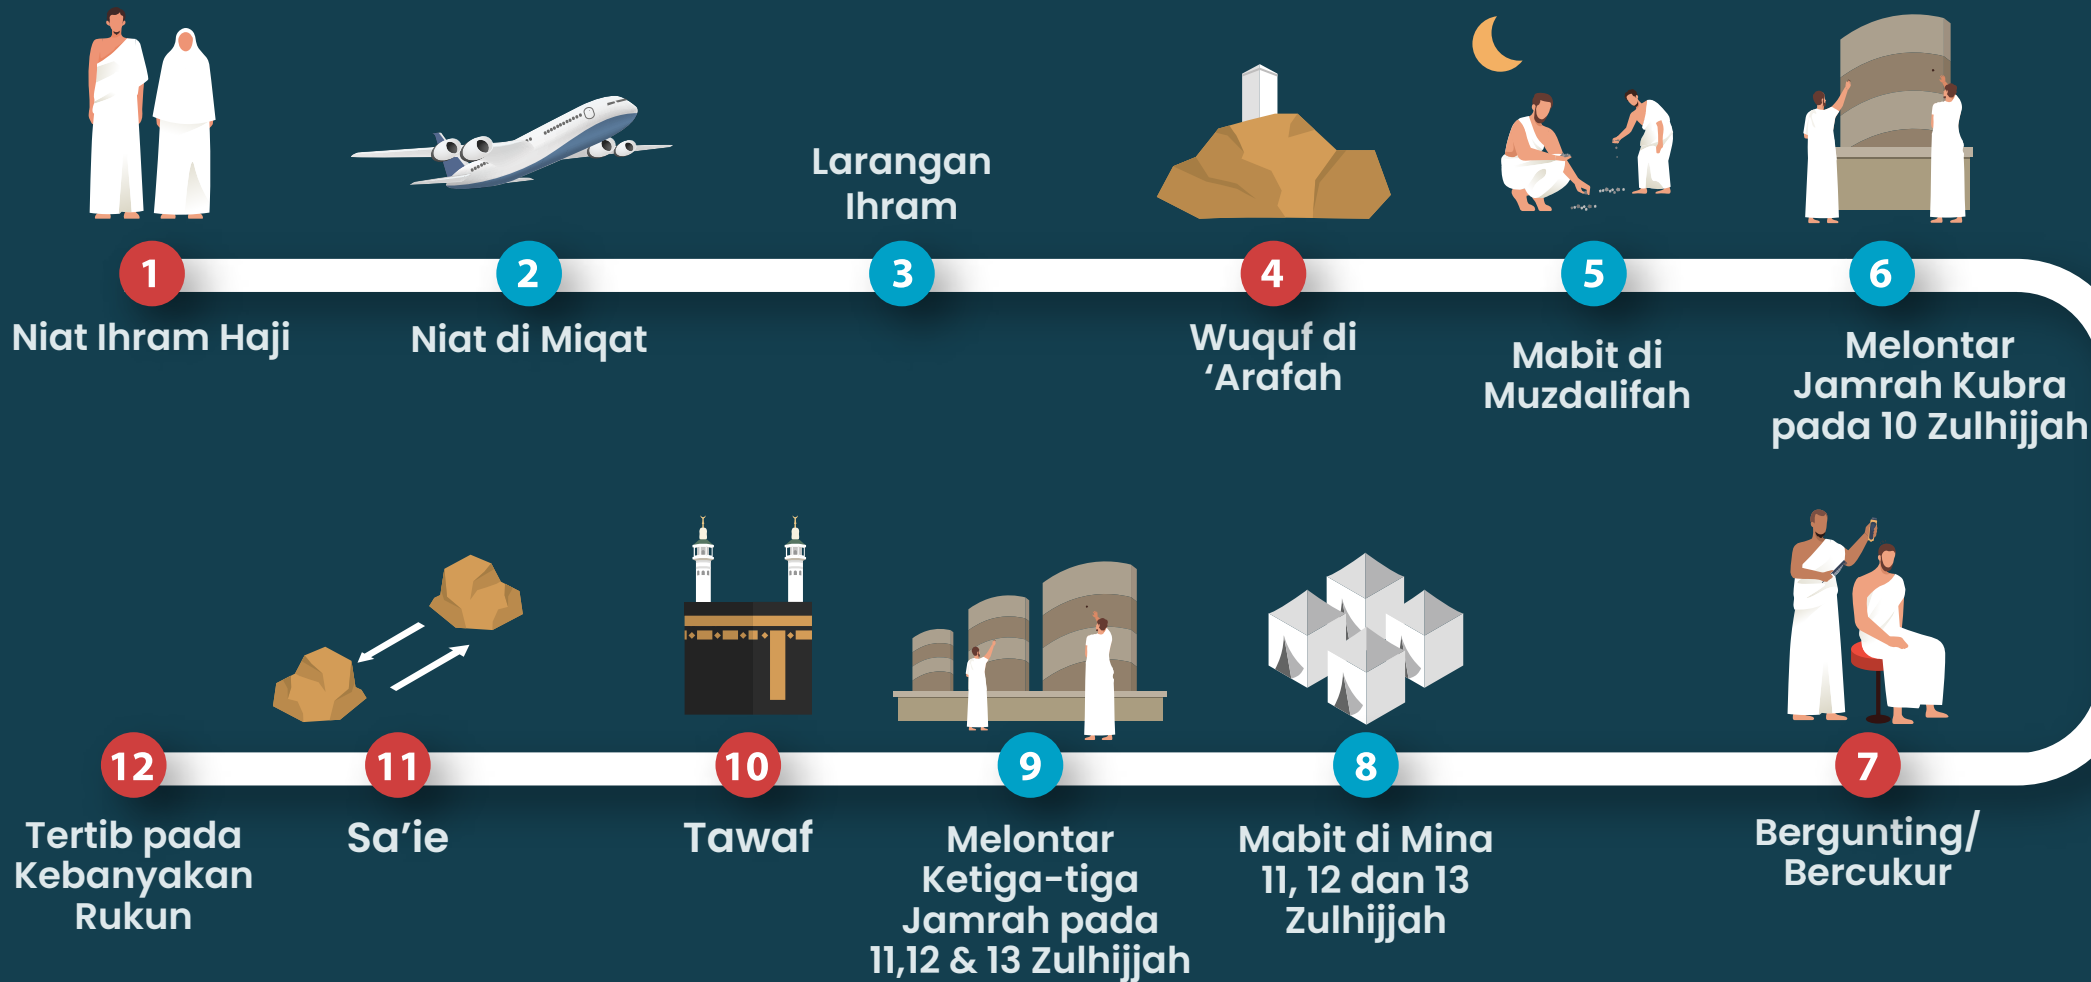 1
Niat Ihram Haji
2
Niat di Miqat
Larangan
Ihram
3
4
Wuquf di
‘Arafah
5
Mabit di
Muzdalifah
6
Melontar
Jamrah Kubra
pada 10 Zulhijjah
7
Bergunting/
Bercukur
8
Mabit di Mina
11, 12 dan 13
Zulhijjah
9
Melontar
Ketiga-tiga
Jamrah pada
11,12 & 13 Zulhijjah
10
Tawaf
11
Sa’ie
12
Tertib pada
Kebanyakan
Rukun